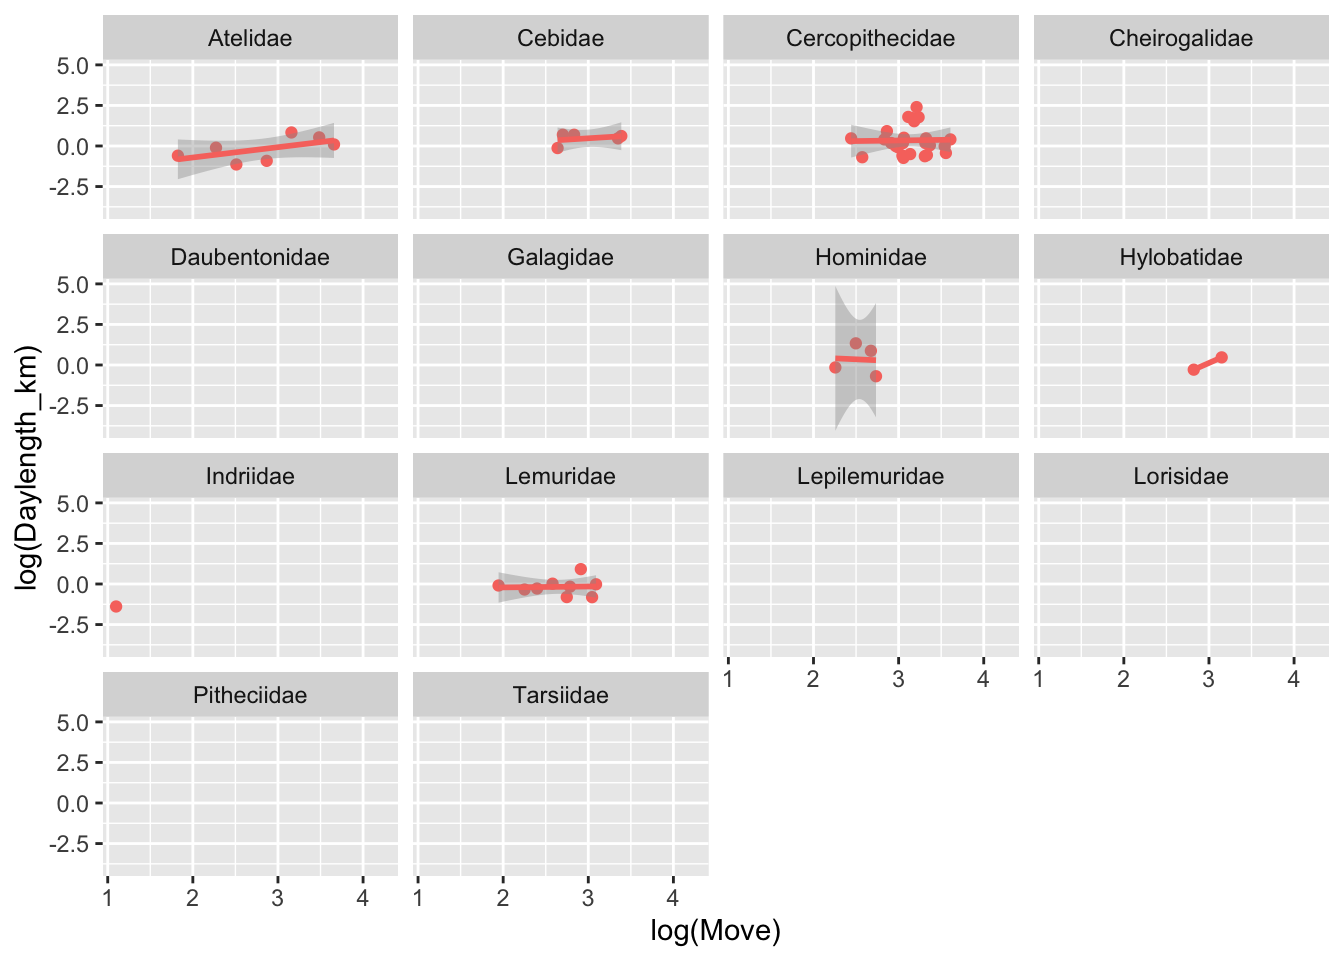 Atelidae Cebidae Cercopithecidae Cheirogalidae
5.0
2.5
0.0
-2.5
Daubentonidae Galagidae Hominidae Hylobatidae
5.0
2.5
0.0
-2.5
log(Daylength_km)
Indriidae Lemuridae Lepilemuridae Lorisidae
5.0
2.5
0.0
-2.5
1 2 3 4 1 2 3 4
Pitheciidae Tarsiidae
5.0
2.5
0.0
-2.5
1 2 3 4 1 2 3 4
log(Move)